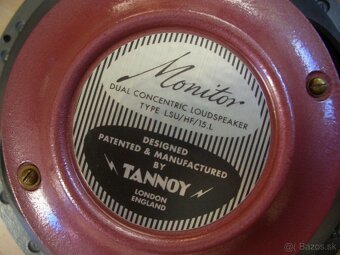 Monitor
DUAL CONCENTRIC LOUDSPEAKER
TYPE LSU/HF/15.L
DESIGNED
PATENTED & MANUFACTURED
BY
TANNOY
LONDON
ENGLAND
Bazos.sk